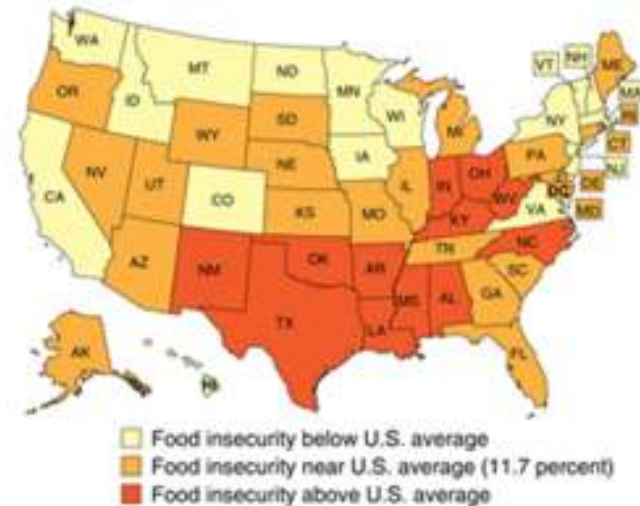 WA
MT
ND
MN
VT
NH
ME
OR
ID
SD
WI
NY
MA
RI
WY
MI
CT
NV
NE
IA
PA
NJ
CA
UT
CO
IL
IN
OH
WV
DC
DE
KS
MO
KY
VA
MD
AZ
NM
OK
AR
TN
NC
SC
TX
LA
MS
AL
GA
FL
AK
HI
Food insecurity below U.S. average
Food insecurity near U.S. average (11.7 percent)
Food insecurity above U.S. average